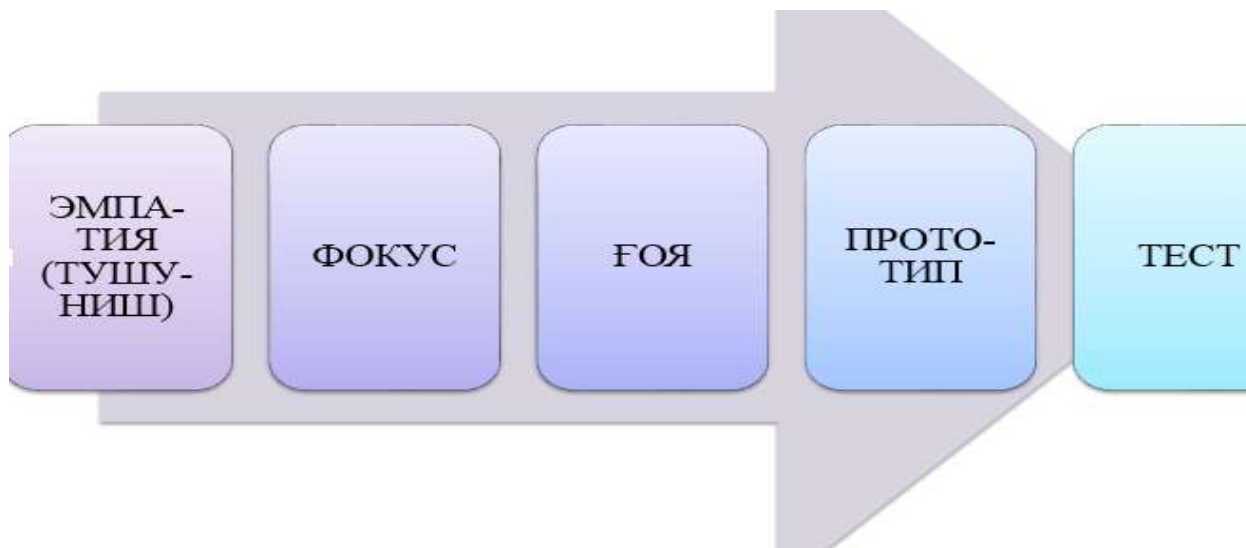 ЭМПА-
ТИЯ
(ТУШУ-
НИШ)
ФОКУС
ҒОЯ
ПРОТО-
ТИП
ТЕСТ